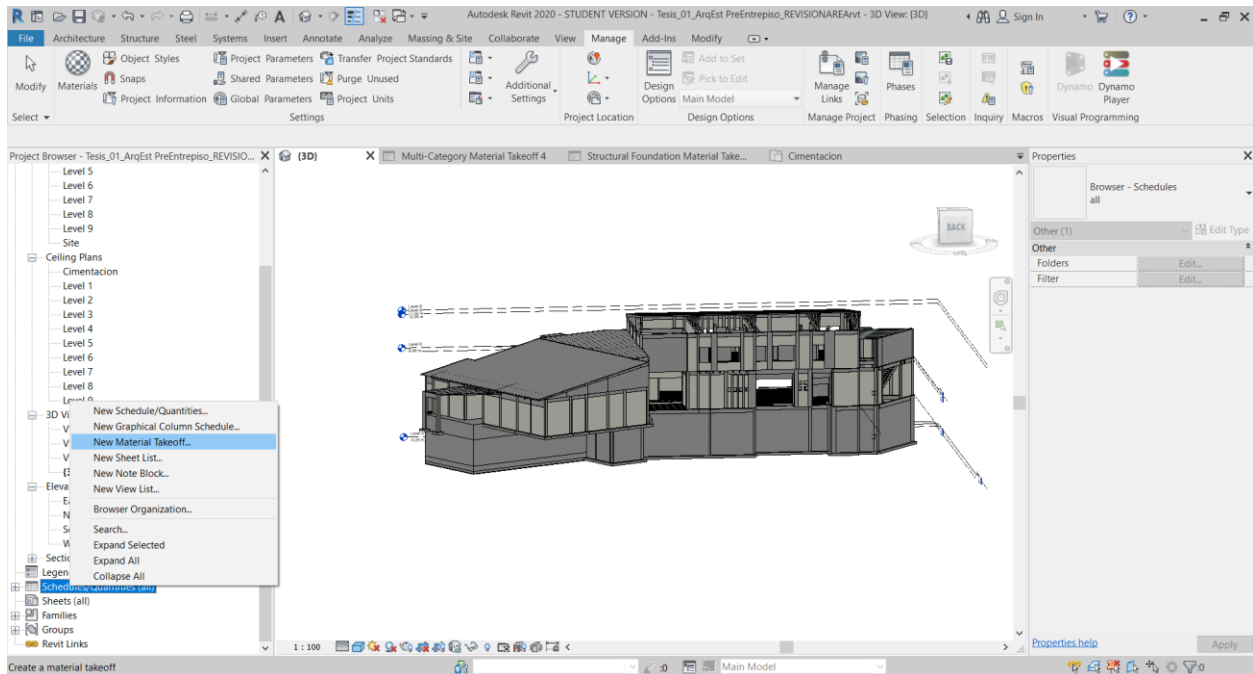 Autodesk Revit 2020 - STUDENT VERSION - Tesis_01_ArqEst PreEntrepiso_REVISIONAREArvt - 3D View: {3D}
Sign In
File Architecture Structure Steel Systems Insert Annotate Analyze Massing & Site Collaborate View Manage Add-Ins Modify
Object Styles Project Parameters Transfer Project Standards Add to Set
Modify Materials Snaps Shared Parameters Purge Unused Additional Settings Design Options Pick to Edit Manage Links Phases Dynamo Dynamo Player
Project Information Global Parameters Project Units Main Model
Select Settings Project Location Design Options Manage Project Phasing Selection Inquiry Macros Visual Programming
Project Browser - Tesis_01_ArqEst PreEntrepiso_REVISIO... {3D} Multi-Category Material Takeoff 4 Structural Foundation Material Take... Cimentacion Properties
Level 5
Level 6
Level 7
Level 8
Level 9
Site
Ceiling Plans
Cimentacion
Level 1
Level 2
Level 3
Level 4
Level 5
Level 6
Level 7
Level 8
Level 9
3D Vi
V
V
V
{3
Eleva
E
N
S
W
Sectio
Legen
Schedules/Quantities (all)
Sheets (all)
Families
Groups
Revit Links
New Schedule/Quantities...
New Graphical Column Schedule...
New Material Takeoff...
New Sheet List...
New Note Block...
New View List...
Browser Organization...
Search...
Expand Selected
Expand All
Collapse All
BACK
Browser - Schedules
all
Other (1) Edit Type
Other
Folders Edit...
Filter Edit...
Properties help Apply
1 : 100
Create a material takeoff :0 Main Model :0